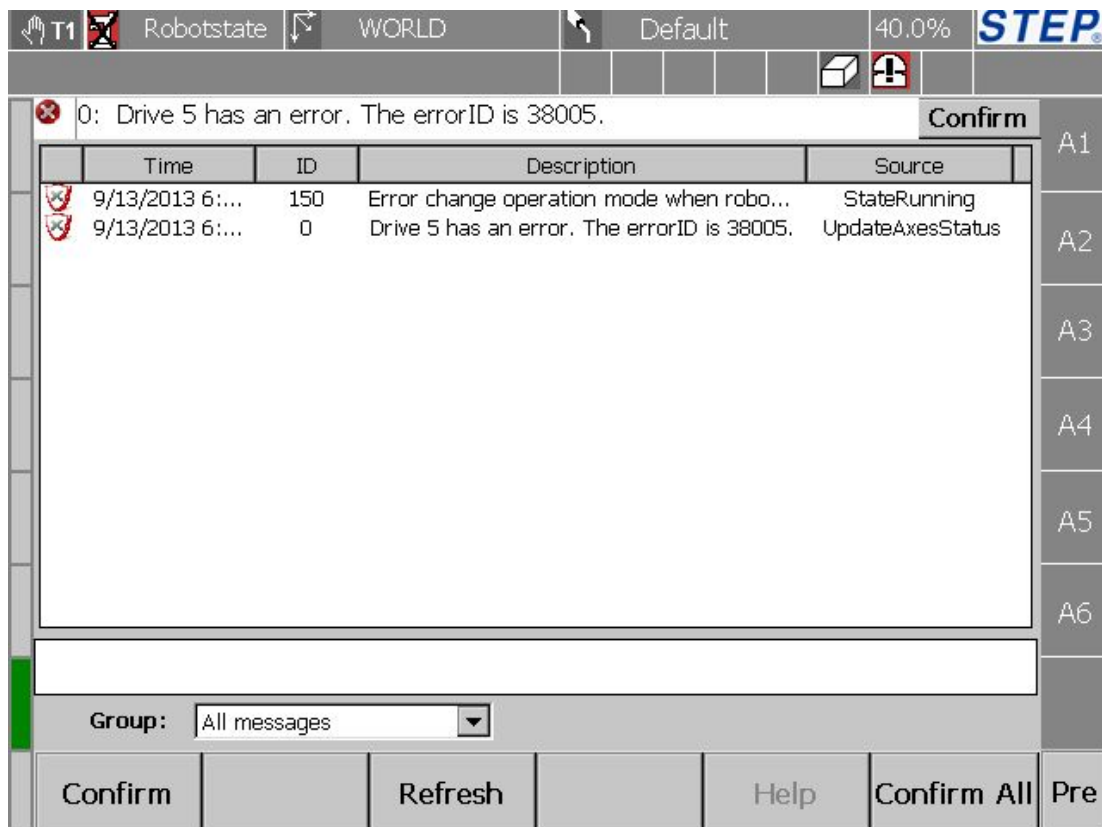 T1 Robotstate WORLD Default 40.0% STEP®
0: Drive 5 has an error. The errorID is 38005. Confirm
Time ID Description Source
9/13/2013 6:... 150 Error change operation mode when robo... StateRunning
9/13/2013 6:... 0 Drive 5 has an error. The errorID is 38005. UpdateAxesStatus
A1
A2
A3
A4
A5
A6
Group: All messages
Confirm Refresh Help Confirm All Pre